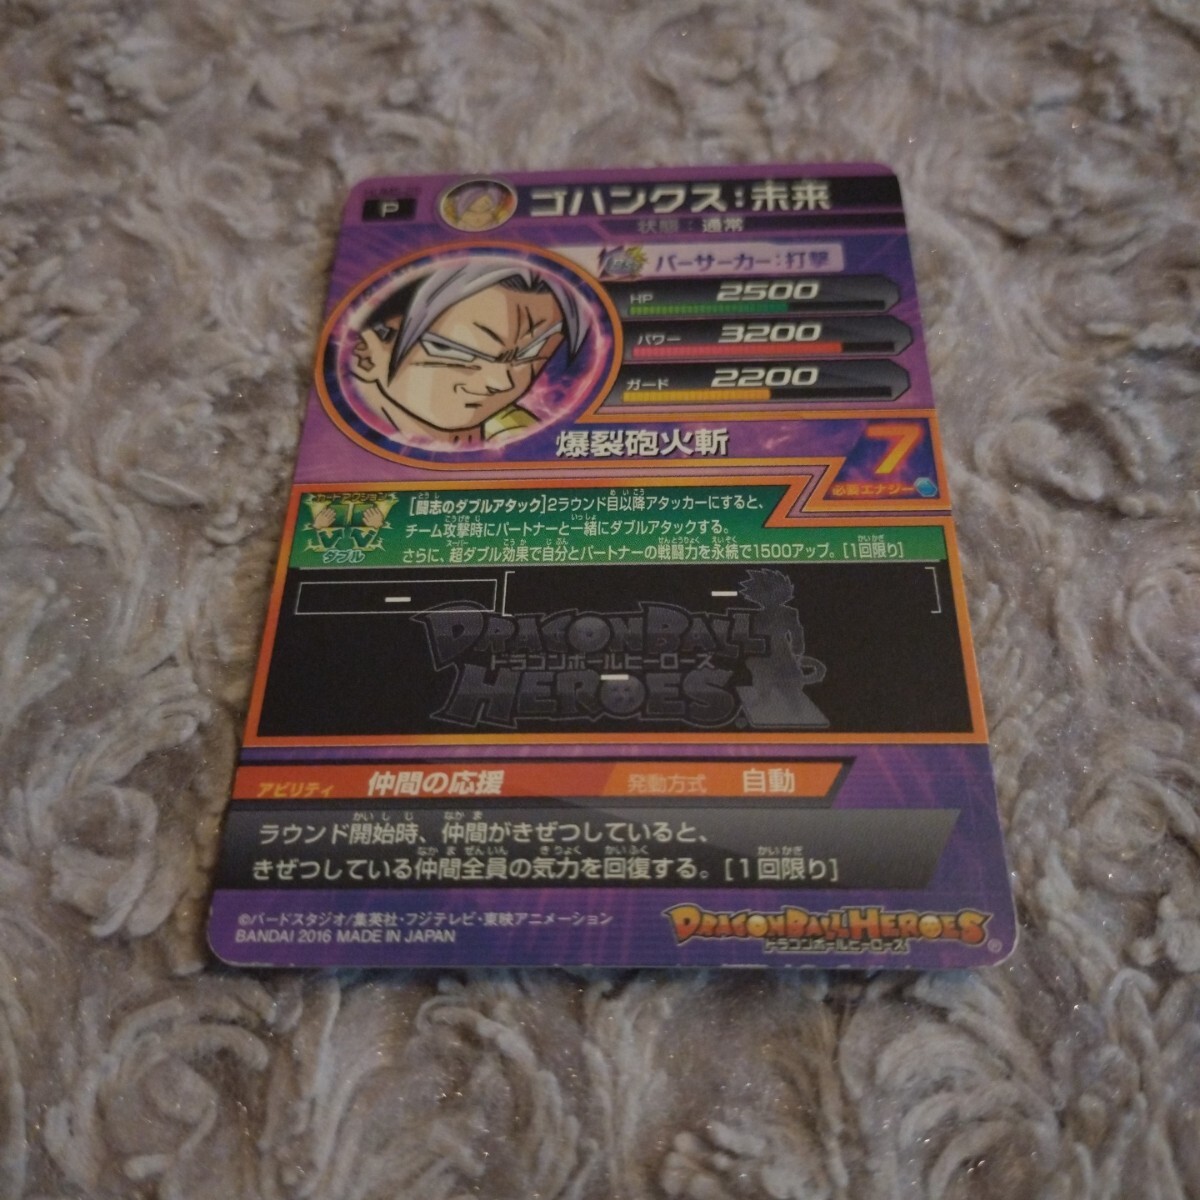 P
ゴハンクス：未来
状態：通常
バーサーカー：打撃
HP 2500
パワー 3200
ガード 2200
爆裂砲火斬
7
必要エナジー
カードアクション
ダブル
[闘志のダブルアタック]2ラウンド目以降アタッカーにすると、
チーム攻撃時にパートナーと一緒にダブルアタックする。
さらに、超ダブル効果で自分とパートナーの戦闘力を永続で1500アップ。[1回限り]
DRAGONBALL
ドラゴンボールヒーローズ
HEROES
アビリティ 仲間の応援 発動方式 自動
ラウンド開始時、仲間がきぜつしていると、
きぜつしている仲間全員の気力を回復する。[1回限り]
©バードスタジオ/集英社・フジテレビ・東映アニメーション
BANDAI 2016 MADE IN JAPAN
DRAGONBALL HEROES
ドラゴンボールヒーローズ